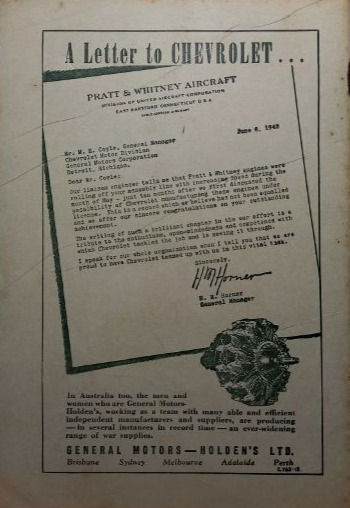 A Letter to CHEVROLET...
PRATT & WHITNEY AIRCRAFT
DIVISION OF UNITED AIRCRAFT CORPORATION
EAST HARTFORD CONNECTICUT U S A
June 6, 1942
Mr. M. E. Coyle, General Manager
Chevrolet Motor Division
General Motors Corporation
Detroit, Michigan.
Dear Mr. Coyle:
Our liaison engineer tells me that Pratt & Whitney engines were
rolling off your assembly line with increasing speed during the
month of May - just ten months after we first discussed the
possibility of Chevrolet manufacturing these engines under
license. This is a record which we believe has not been equalled
and we offer our sincere congratulations on your outstanding
achievement.
The writing of such a brilliant chapter in the war effort is a
tribute to the enthusiasm, open-mindedness and competence with
which Chevrolet tackled the job and is seeing it through.
I speak for our whole organization when I tell you that we are
proud to have Chevrolet teamed up with us in this vital task.
Sincerely,
H M Horner
H. M. Horner
General Manager
In Australia too, the men and
women who are General Motors-
Holden's, working as a team with many able and efficient
independent manufacturers and suppliers, are producing
—in several instances in record time — an ever-widening
range of war supplies.
GENERAL MOTORS — HOLDEN'S LTD.
Brisbane Sydney Melbourne Adelaide Perth